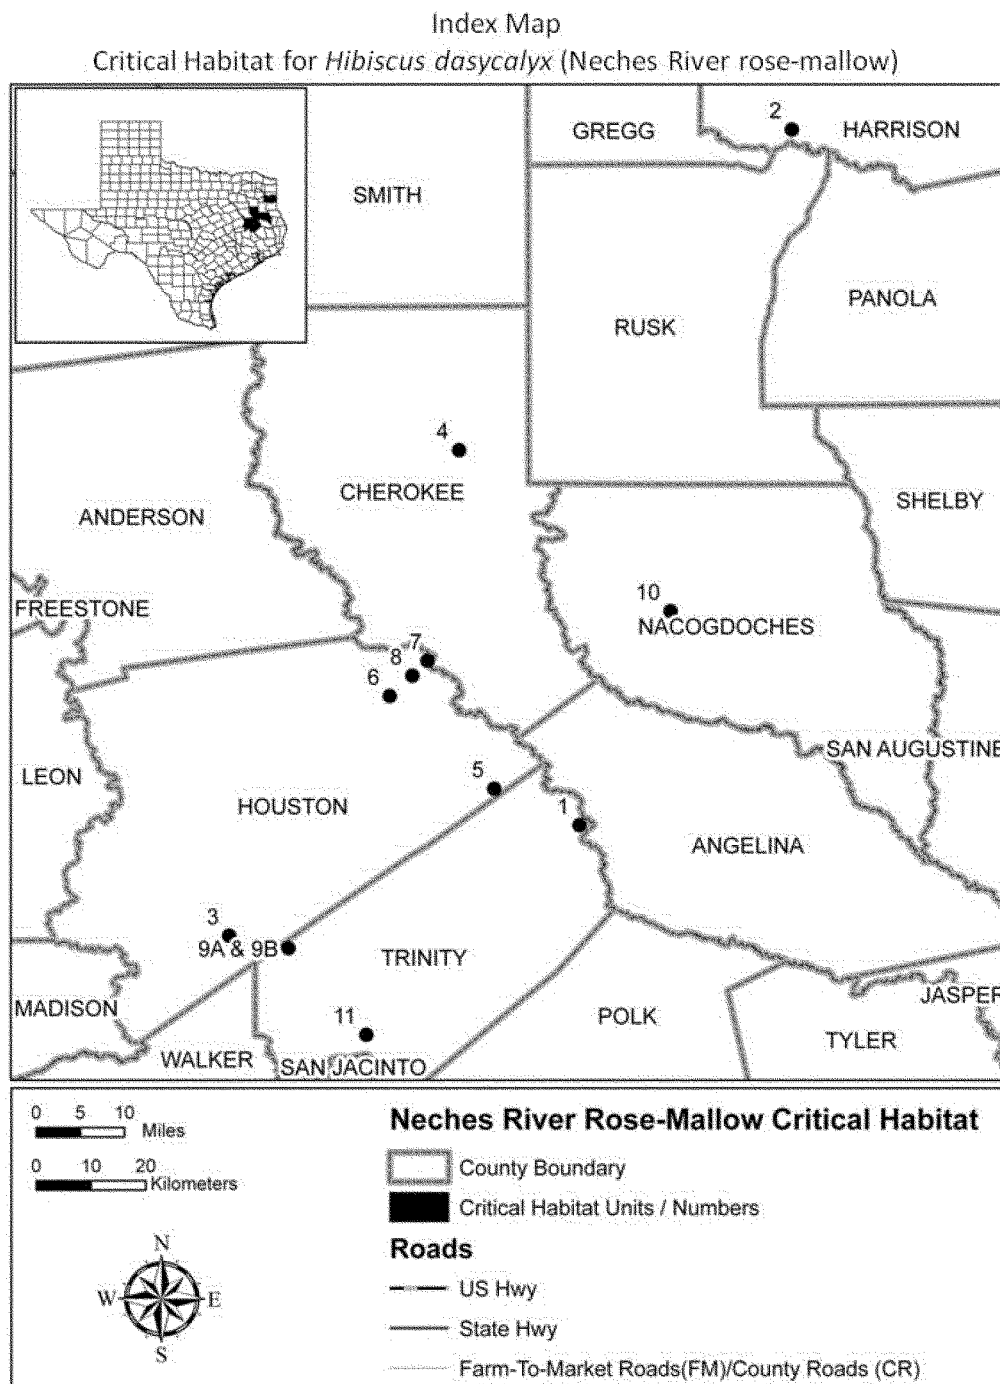 Index Map
Critical Habitat for Hibiscus dasycalyx (Neches River rose-mallow)
2
GREGG
HARRISON
SMITH
PANOLA
RUSK
4
CHEROKEE
SHELBY
ANDERSON
10
FREESTONE
NACOGDOCHES
7
8
6
SAN AUGUSTINE
LEON
5
HOUSTON
1
ANGELINA
3
9A & 9B
TRINITY
JASPER
MADISON
11
POLK
TYLER
WALKER
SAN JACINTO
0 5 10
Miles
0 10 20
Kilometers
N
W E
S
Neches River Rose-Mallow Critical Habitat
County Boundary
Critical Habitat Units / Numbers
Roads
US Hwy
State Hwy
Farm-To-Market Roads(FM)/County Roads (CR)